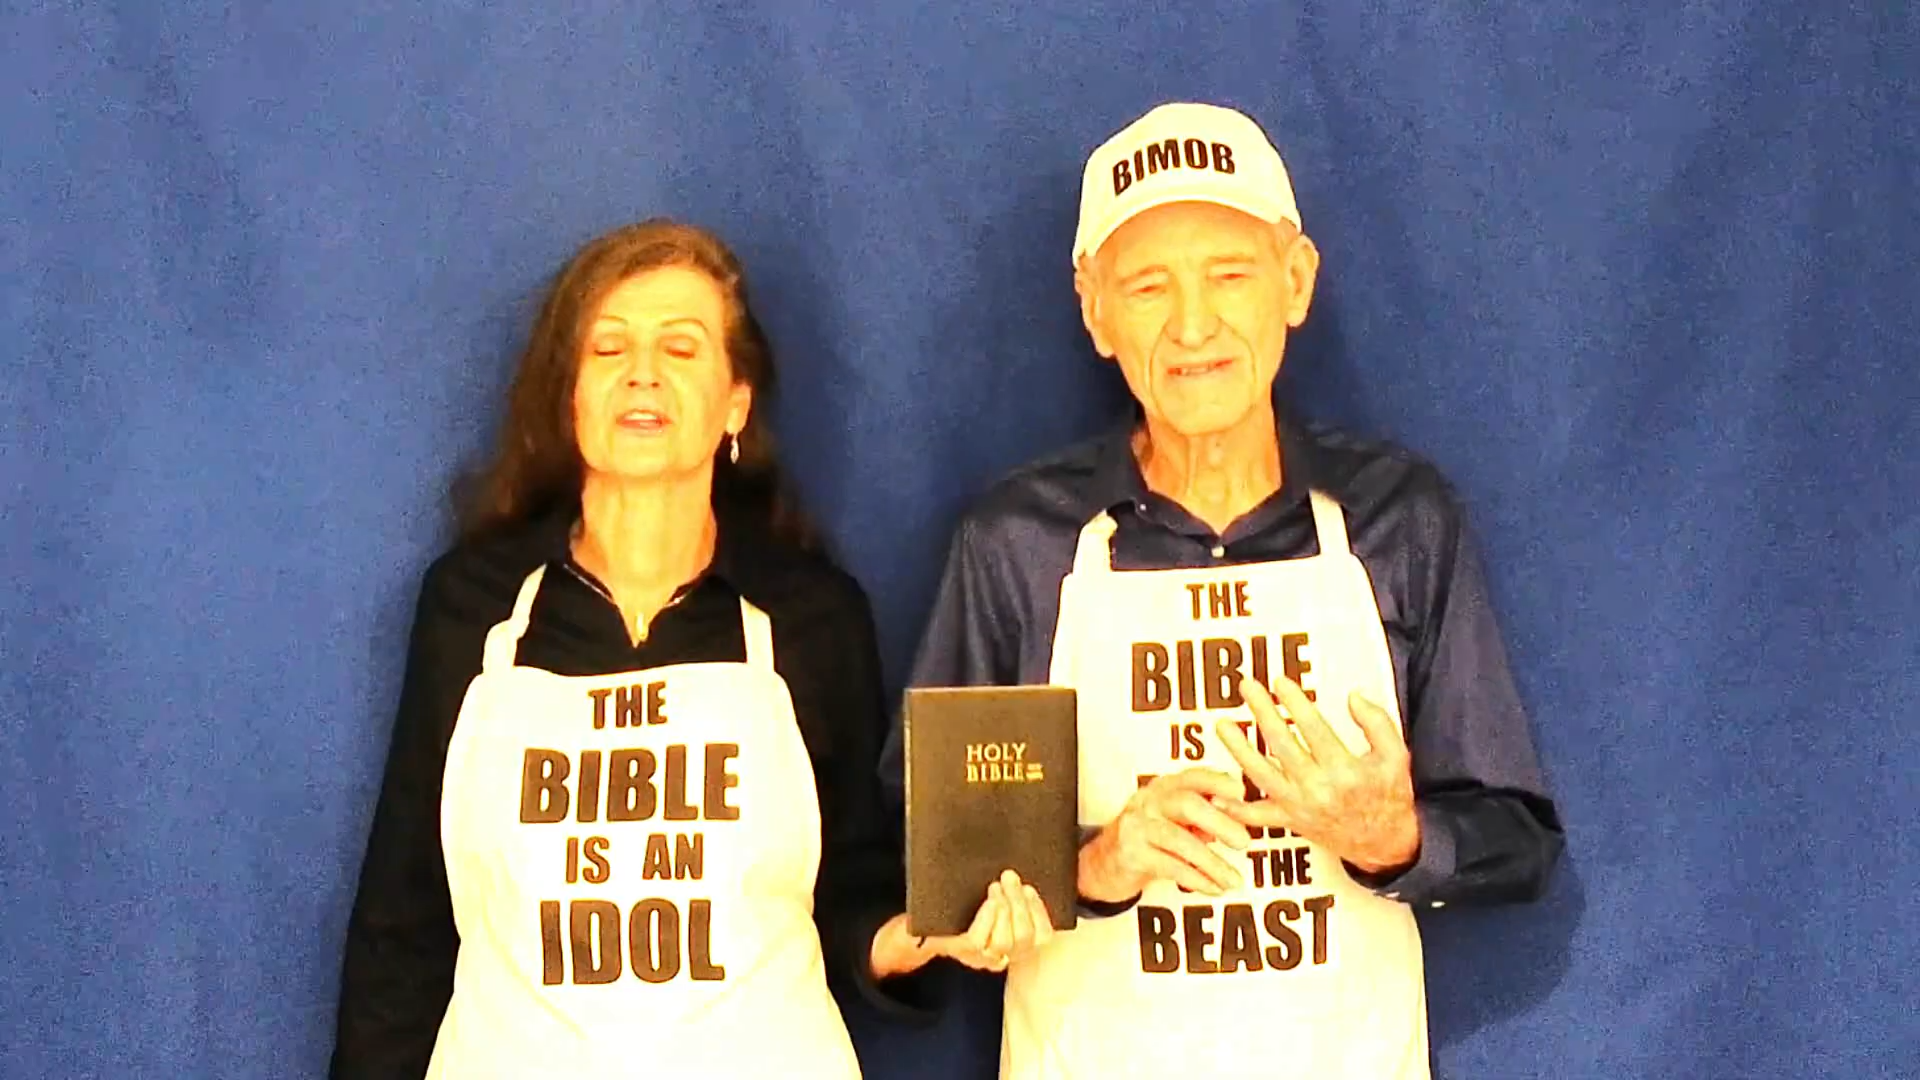 BIMOB
THE
BIBLE
IS AN
IDOL
HOLY
BIBLE
THE
BIBLE
IS
THE
BEAST